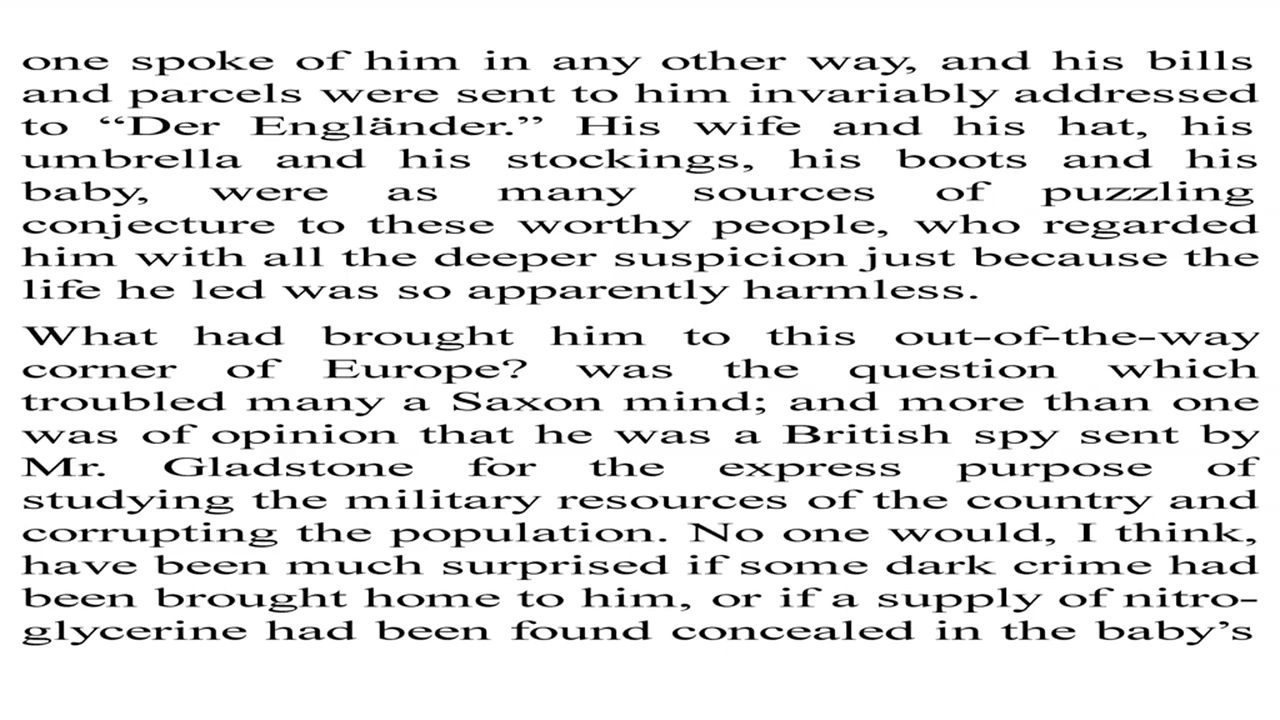 one spoke of him in any other way, and his bills
and parcels were sent to him invariably addressed
to “Der Engländer.” His wife and his hat, his
umbrella and his stockings, his boots and his
baby, were as many sources of puzzling
conjecture to these worthy people, who regarded
him with all the deeper suspicion just because the
life he led was so apparently harmless.
What had brought him to this out-of-the-way
corner of Europe? was the question which
troubled many a Saxon mind; and more than one
was of opinion that he was a British spy sent by
Mr. Gladstone for the express purpose of
studying the military resources of the country and
corrupting the population. No one would, I think,
have been much surprised if some dark crime had
been brought home to him, or if a supply of nitro-
glycerine had been found concealed in the baby’s